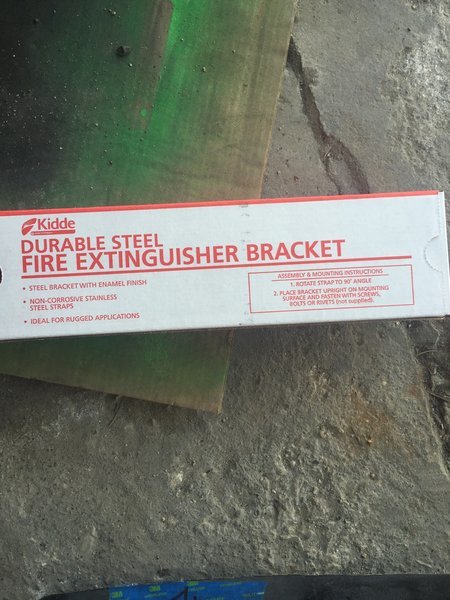 Kidde
DURABLE STEEL
FIRE EXTINGUISHER BRACKET
• STEEL BRACKET WITH ENAMEL FINISH
• NON-CORROSIVE STAINLESS
STEEL STRAPS
• IDEAL FOR RUGGED APPLICATIONS
ASSEMBLY & MOUNTING INSTRUCTIONS
1. ROTATE STRAP TO 90° ANGLE
2. PLACE BRACKET UPRIGHT ON MOUNTING
SURFACE AND FASTEN WITH SCREWS,
BOLTS OR RIVETS (not supplied).
3M
3M